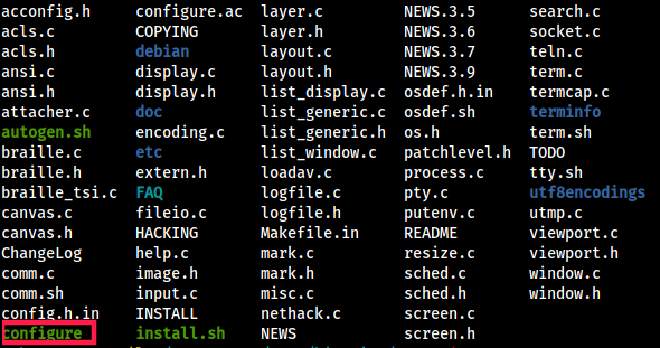 acconfig.h configure.ac layer.c NEWS.3.5 search.c
acls.c COPYING layer.h NEWS.3.6 socket.c
acls.h debian layout.c NEWS.3.7 teln.c
ansi.c display.c layout.h NEWS.3.9 term.c
ansi.h display.h list_display.c osdef.h.in termcap.c
attacher.c doc list_generic.c osdef.sh terminfo
autogen.sh encoding.c list_generic.h os.h term.sh
braille.c etc list_window.c patchlevel.h TODO
braille.h extern.h loadav.c process.c tty.sh
braille_tsi.c FAQ logfile.c pty.c utf8encodings
canvas.c fileio.c logfile.h putenv.c utmp.c
canvas.h HACKING Makefile.in README viewport.c
ChangeLog help.c mark.c resize.c viewport.h
comm.c image.h mark.h sched.c window.c
comm.sh input.c misc.c sched.h window.h
config.h.in INSTALL nethack.c screen.c
configure install.sh NEWS screen.h